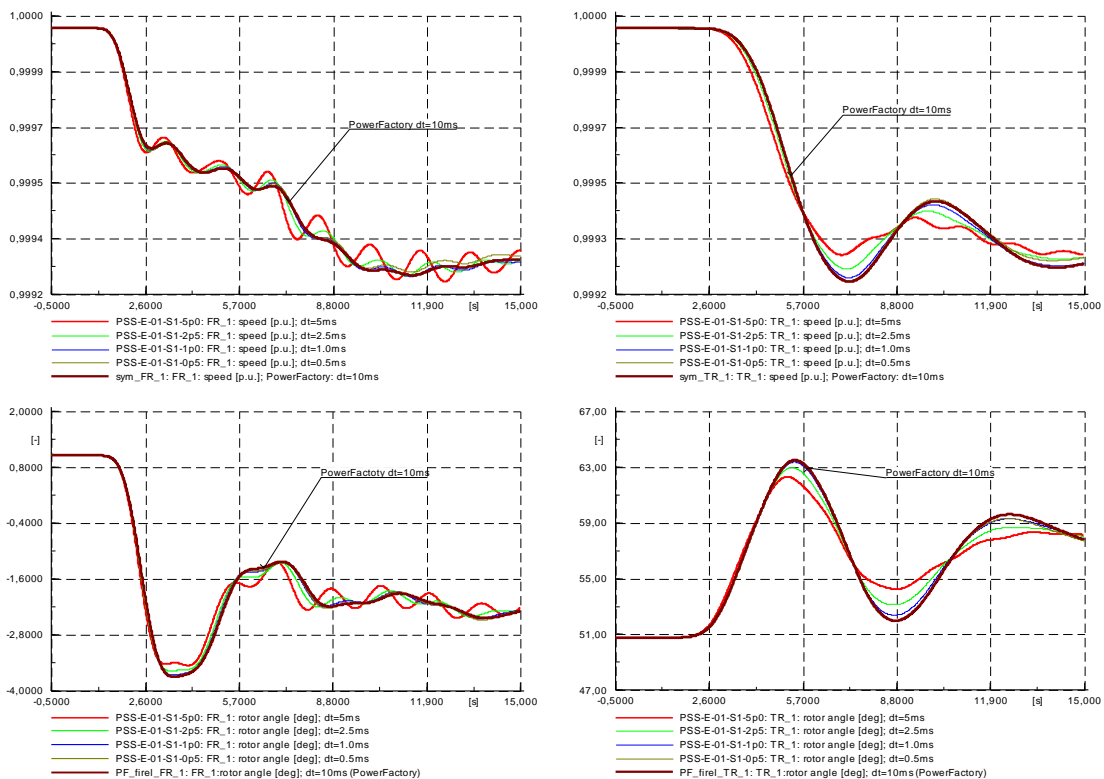 1,0000
0,9999
0,9997
0,9995
0,9994
0,9992
PowerFactory dt=10ms
-0,5000 2,6000 5,7000 8,8000 11,900 [s] 15,000
PSS-E-01-S1-5p0: FR_1: speed [p.u.]; dt=5ms
PSS-E-01-S1-2p5: FR_1: speed [p.u.]; dt=2.5ms
PSS-E-01-S1-1p0: FR_1: speed [p.u.]; dt=1.0ms
PSS-E-01-S1-0p5: FR_1: speed [p.u.]; dt=0.5ms
sym_FR_1: FR_1: speed [p.u.]; PowerFactory: dt=10ms
1,0000
0,9999
0,9997
0,9995
0,9993
0,9992
PowerFactory dt=10ms
-0,5000 2,6000 5,7000 8,8000 11,900 [s] 15,000
PSS-E-01-S1-5p0: TR_1: speed [p.u.]; dt=5ms
PSS-E-01-S1-2p5: TR_1: speed [p.u.]; dt=2.5ms
PSS-E-01-S1-1p0: TR_1: speed [p.u.]; dt=1.0ms
PSS-E-01-S1-0p5: TR_1: speed [p.u.]; dt=0.5ms
sym_TR_1: TR_1: speed [p.u.]; PowerFactory: dt=10ms
2,0000
[-]
0,8000
-0,4000
-1,6000
-2,8000
-4,0000
PowerFactoty dt=10ms
-0,5000 2,6000 5,7000 8,8000 11,900 [s] 15,000
PSS-E-01-S1-5p0: FR_1: rotor angle [deg]; dt=5ms
PSS-E-01-S1-2p5: FR_1: rotor angle [deg]; dt=2.5ms
PSS-E-01-S1-1p0: FR_1: rotor angle [deg]; dt=1.0ms
PSS-E-01-S1-0p5: FR_1: rotor angle [deg]; dt=0.5ms
PF_firel_FR_1: FR_1:rotor angle [deg]; dt=10ms (PowerFactory)
67,00
[-]
63,00
59,00
55,00
51,00
47,00
PowerFactory dt=10ms
-0,5000 2,6000 5,7000 8,8000 11,900 [s] 15,000
PSS-E-01-S1-5p0: TR_1: rotor angle [deg]; dt=5ms
PSS-E-01-S1-2p5: TR_1: rotor angle [deg]; dt=2.5ms
PSS-E-01-S1-1p0: TR_1: rotor angle [deg]; dt=1.0ms
PSS-E-01-S1-0p5: TR_1: rotor angle [deg]; dt=0.5ms
PF_firel_TR_1: TR_1:rotor angle [deg]; dt=10ms (PowerFactory)